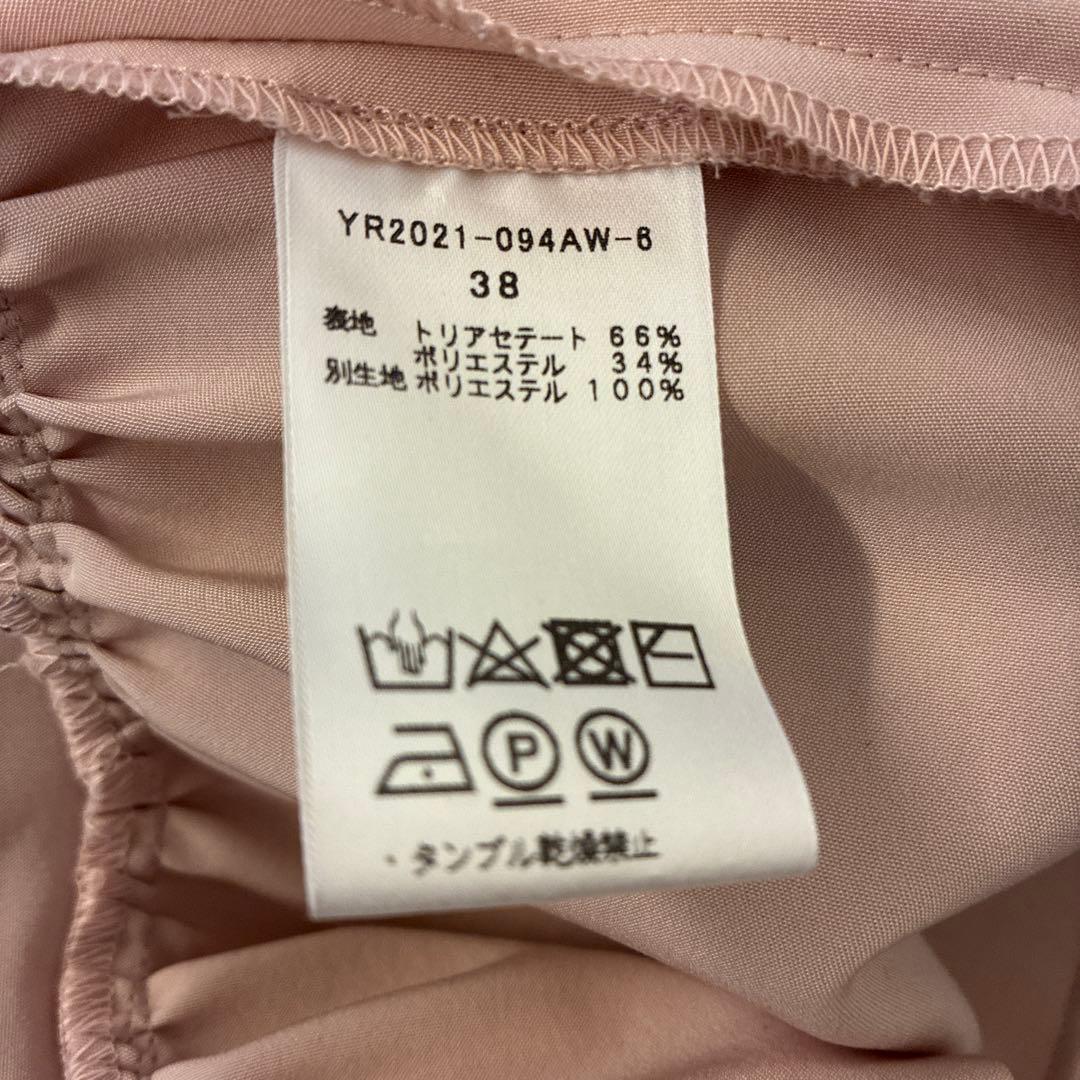 YR2021-094AW-6
38
表地 トリアセテート 66%
ポリエステル 34%
別生地 ポリエステル 100%
P W
・タンブル乾燥禁止